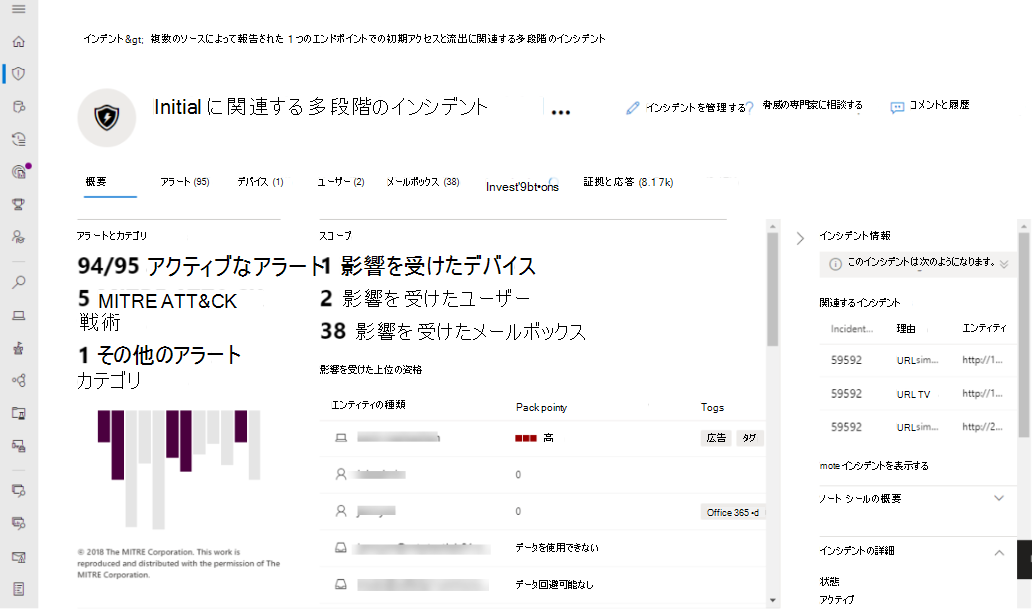 インデント&gt; 複数のソースによって報告された 1 つのエンドポイントでの初期アクセスと流出に関連する多段階のインシデント
Initial に関連する多段階のインシデント
...
インシデントを管理する
?
脅威の専門家に相談する
コメントと履歴
概要
アラート (95)
デバイス (1)
ユーザー (2)
メールボックス (38)
Invest'9bt•ons
証拠と応答 (8.17k)
アラートとカテゴリ
94/95 アクティブなアラート
5 MITRE ATT&CK
戦術
1 その他のアラート
カテゴリ
© 2018 The MITRE Corporation. This work is
reproduced and distributed with the permission of The
MITRE Corporation.
スコープ
1 影響を受けたデバイス
2 影響を受けたユーザー
38 影響を受けたメールボックス
影響を受けた上位の資格
エンティティの種類 Pack pointy Togs
高 広告 タグ
0
0 Office 365 •d
データを使用できない
データ回避可能なし
インシデント情報
このインシデントは次のようになります。
関連するインシデント
Incident... 理由 エンティティ
59592 URLsim... http://1...
59592 URL TV http://1...
59592 URLsim... http://2...
mote インシデントを表示する
ノート シールの概要
インシデントの詳細
状態
アクティブ